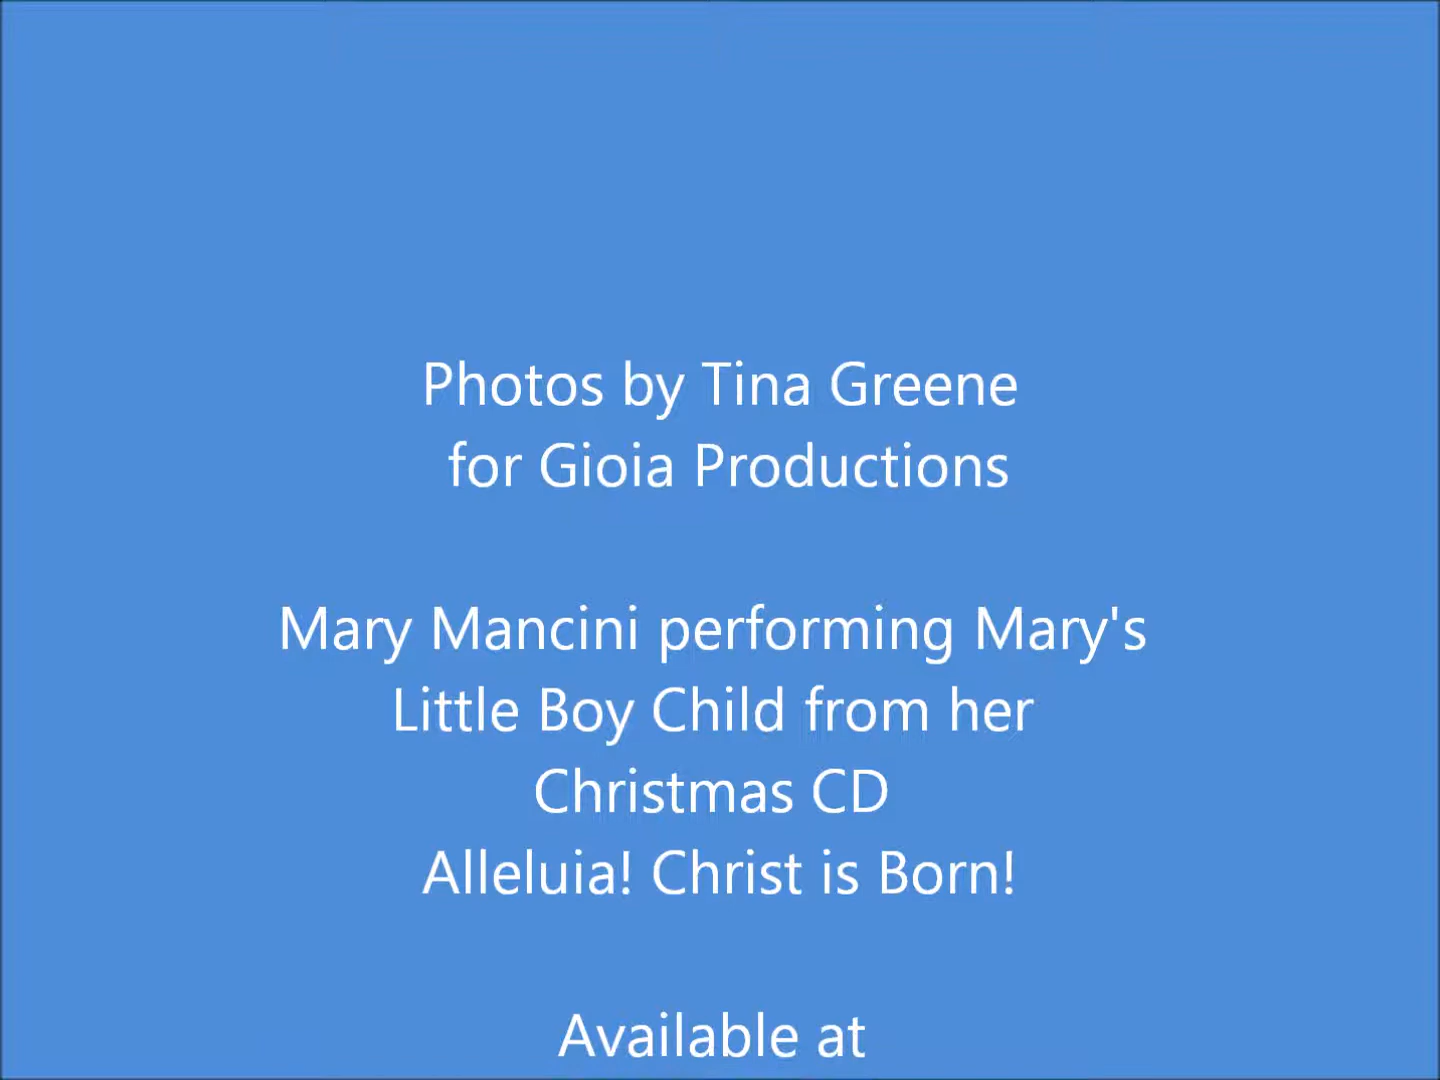 Photos by Tina Greene
for Gioia Productions
Mary Mancini performing Mary's
Little Boy Child from her
Christmas CD
Alleluia! Christ is Born!
Available at